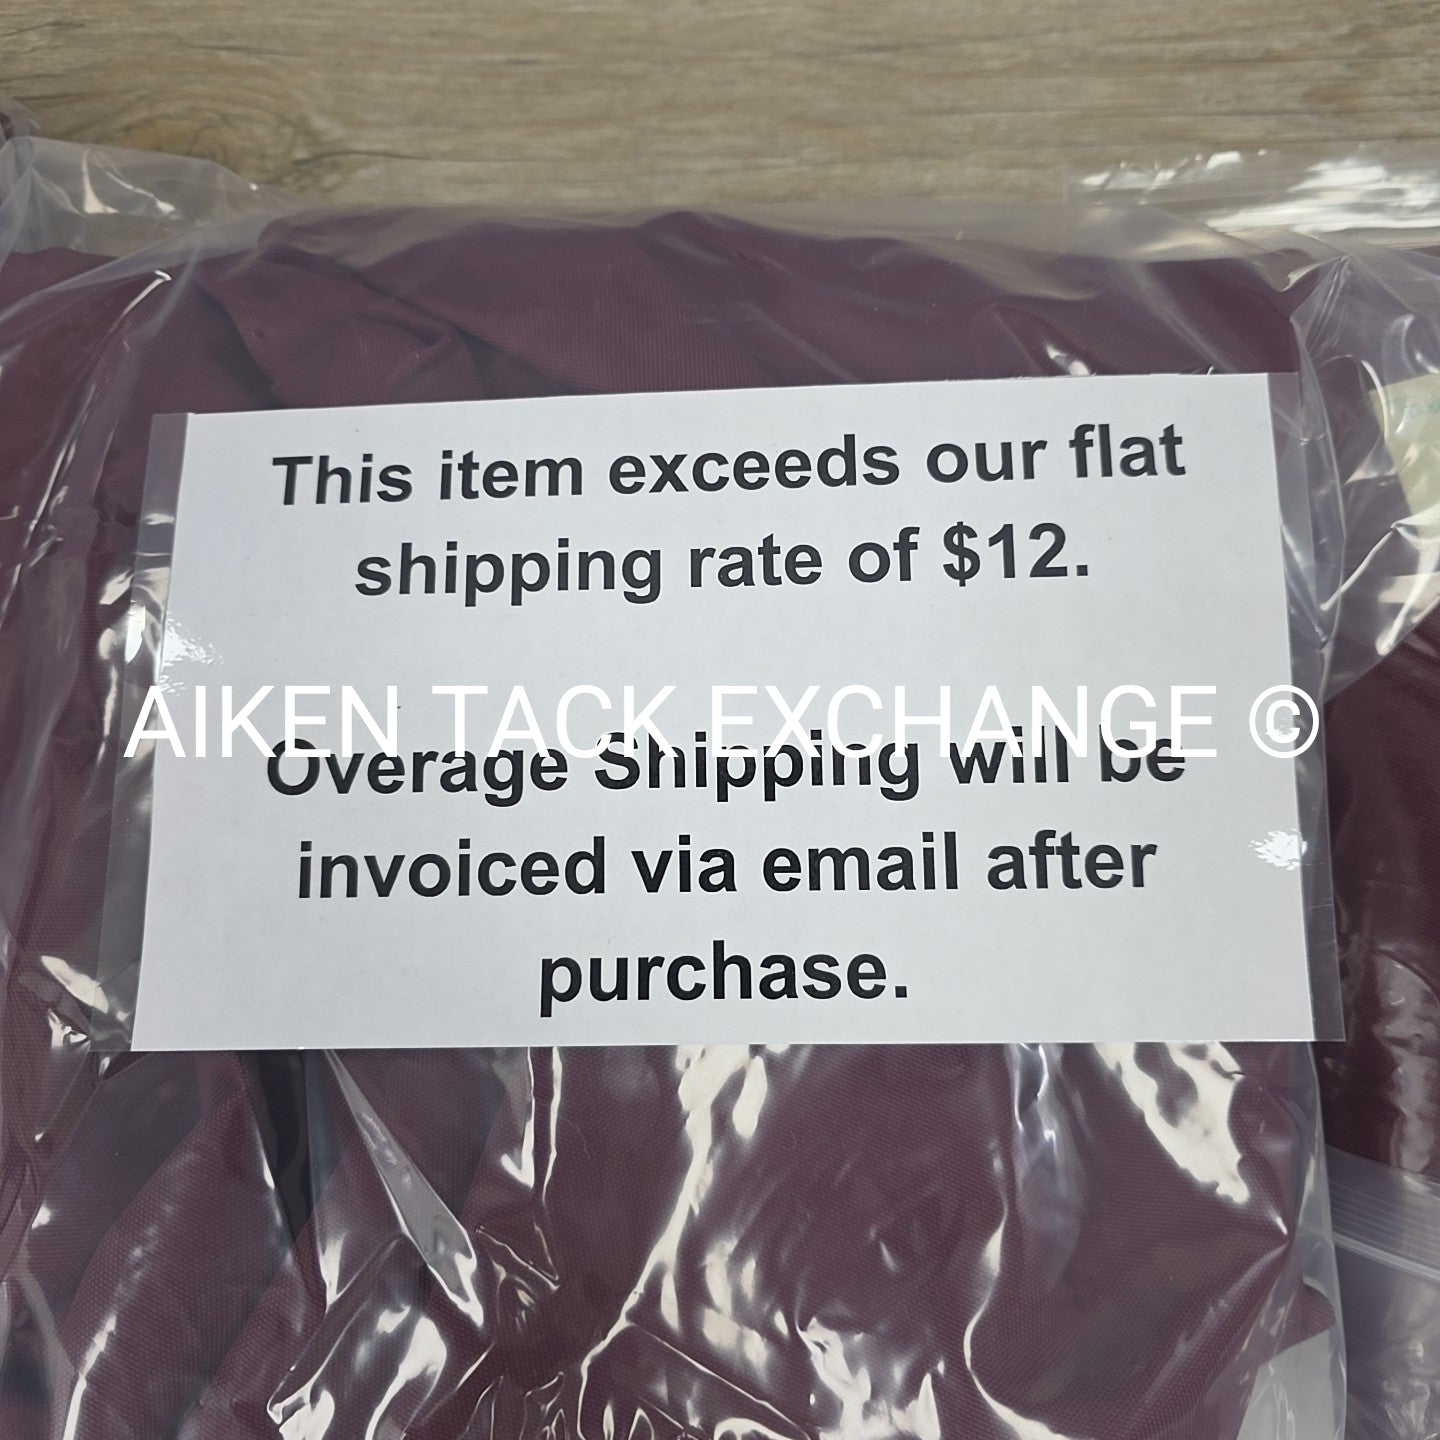 This item exceeds our flat
shipping rate of $12.
AIKEN TACK EXCHANGE ©
Overage Shipping will be
invoiced via email after
purchase.